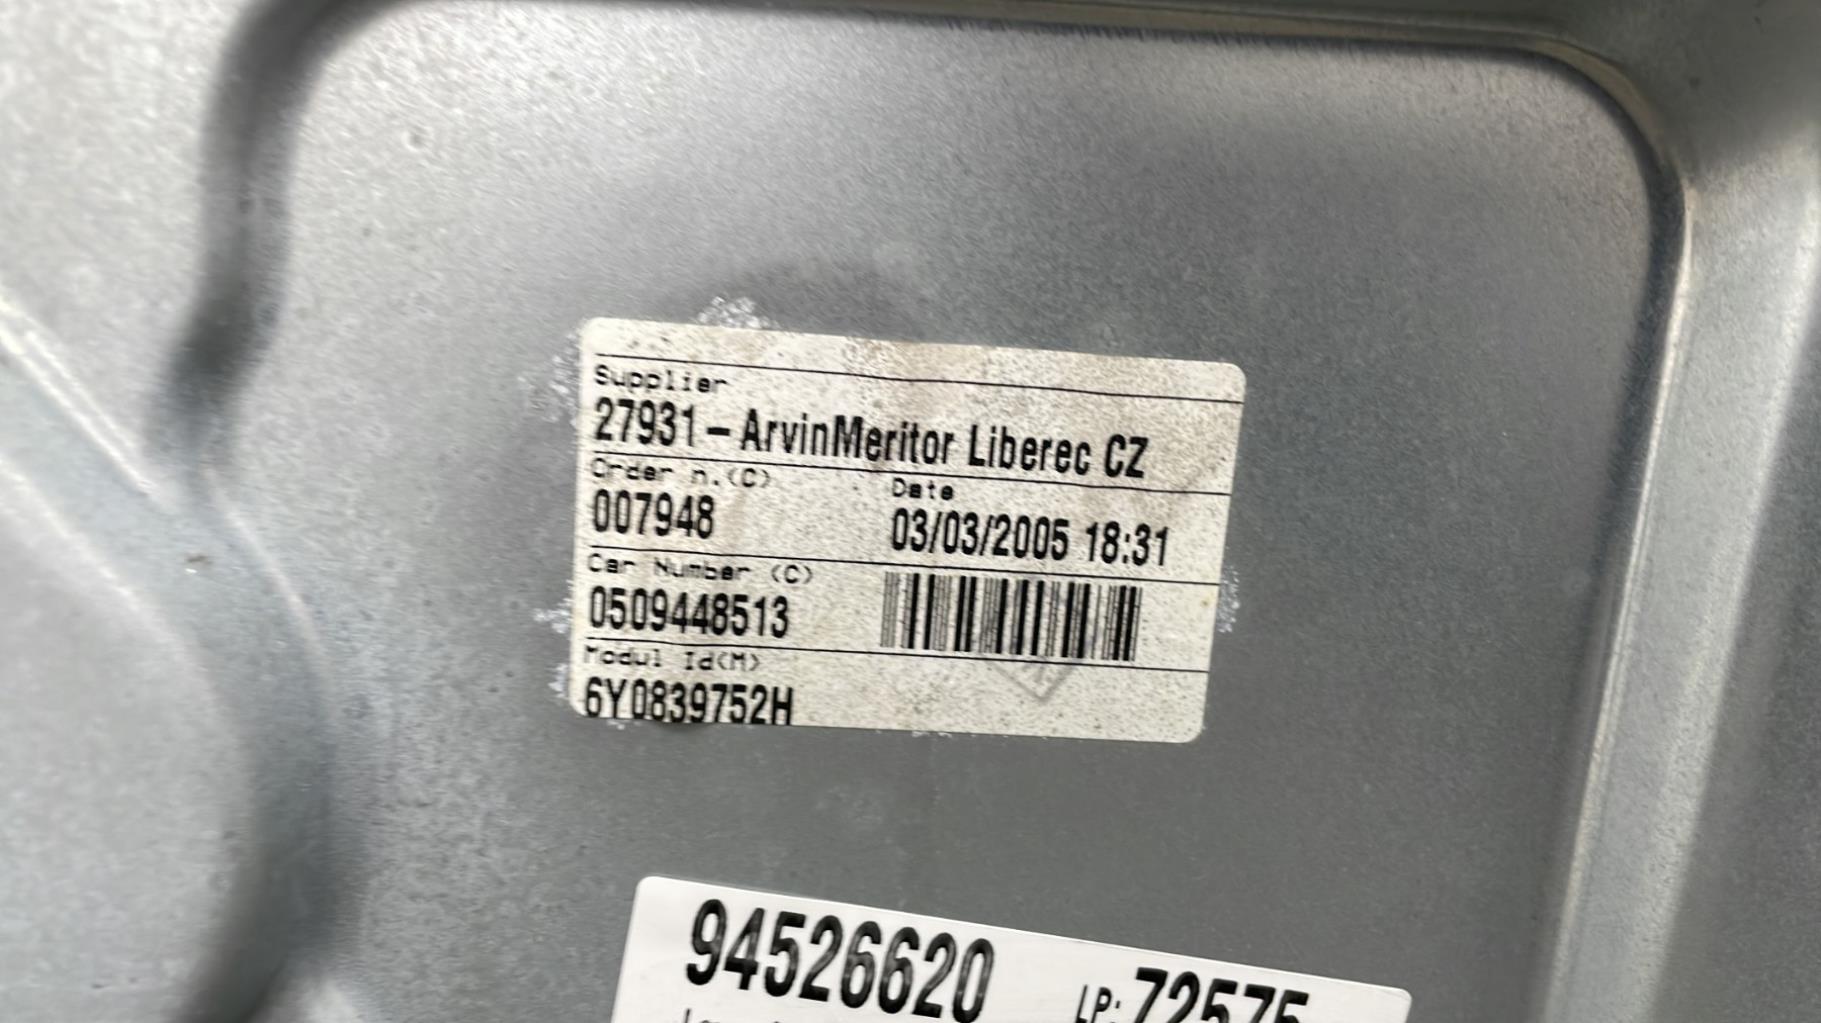 Supplier
27931-ArvinMeritor Liberec CZ
Order n.(C) Date
007948 03/03/2005 18:31
Car Number (C)
0509448513
Modul Id(M)
6Y0839752H
94526620 LP: 72575